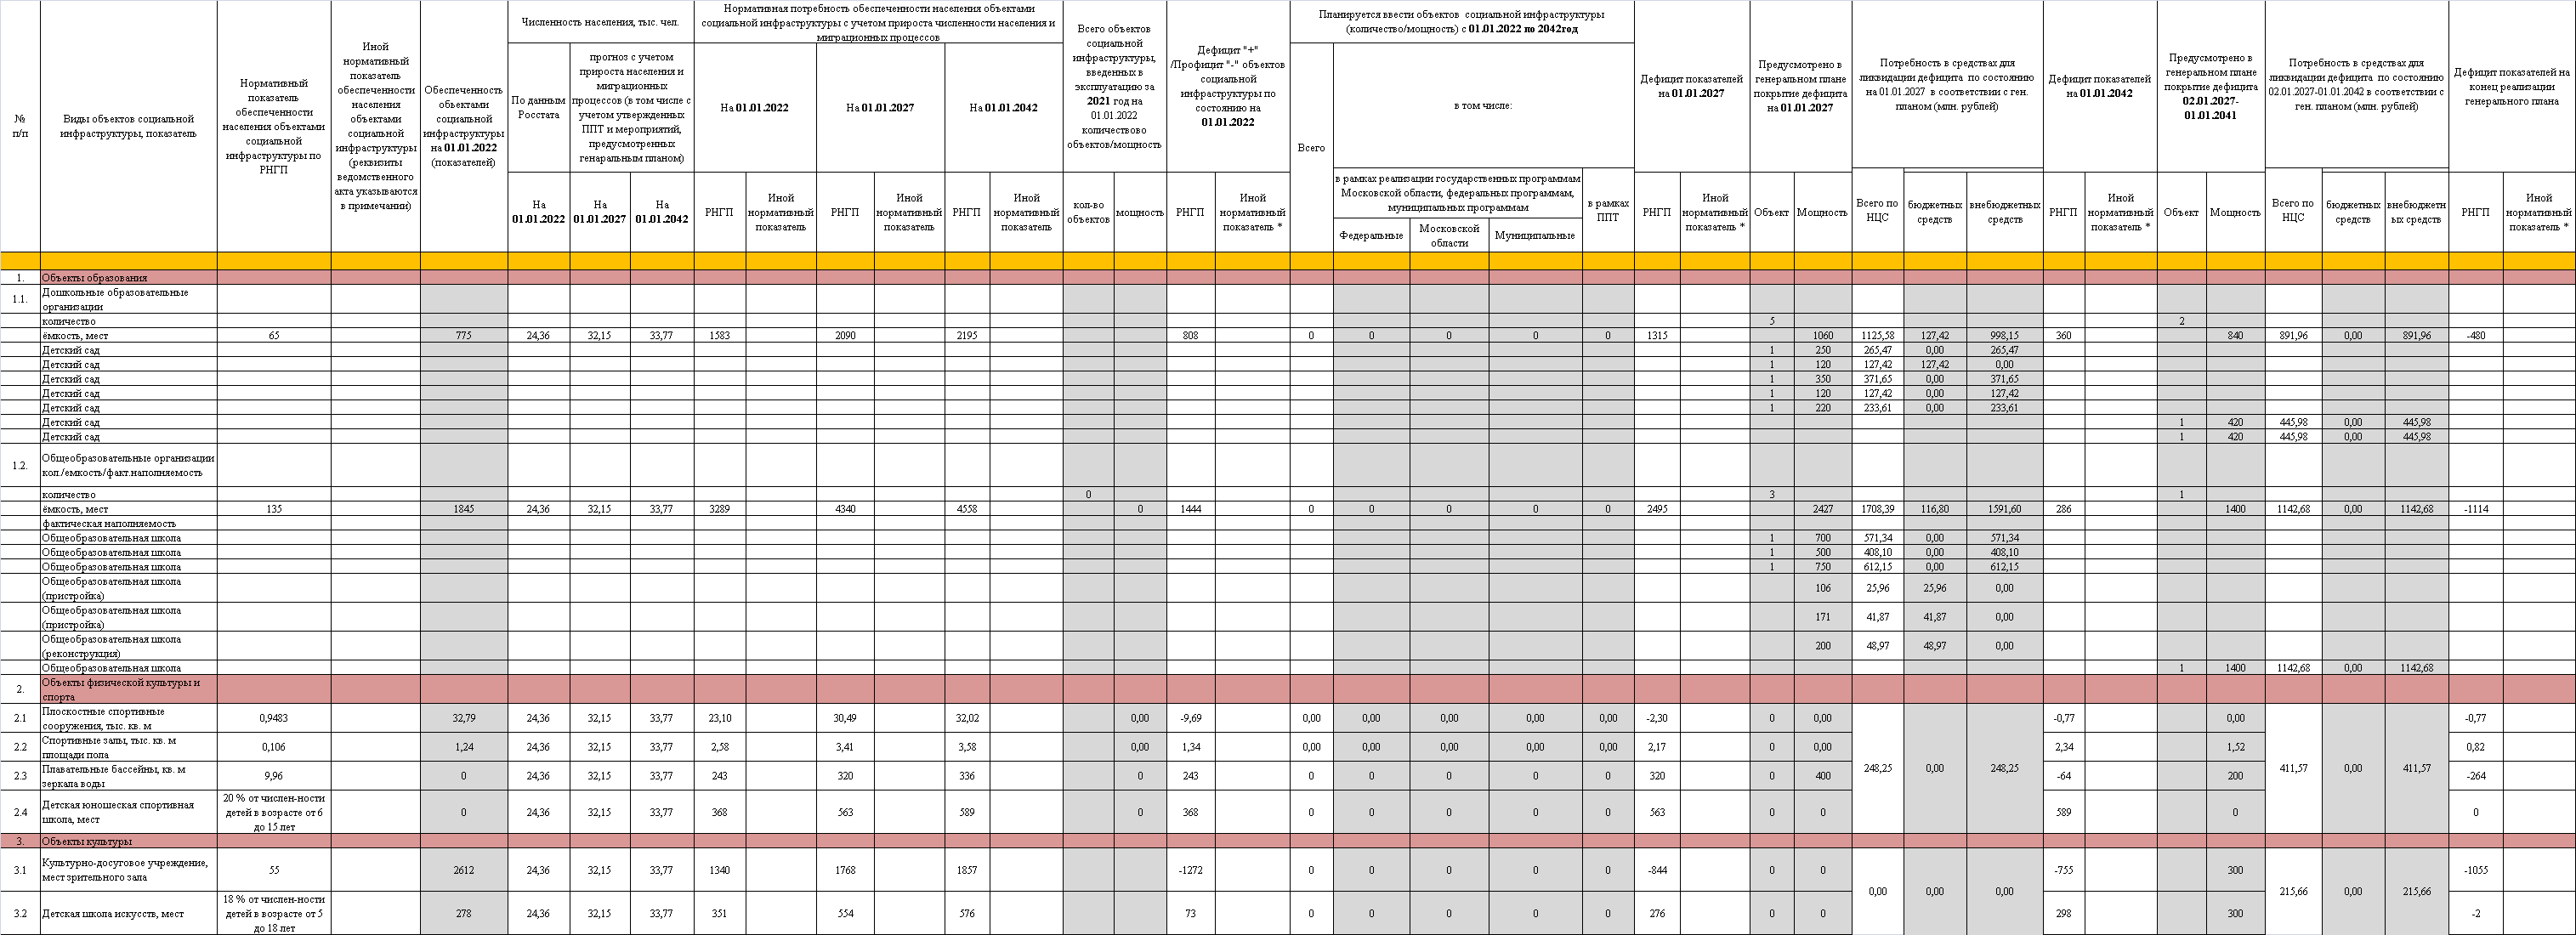 № п/п
Виды объектов социальной инфраструктуры, показатель
Нормативный показатель обеспеченности населения объектами социальной инфраструктуры по РНГП
Иной нормативный показатель обеспеченности населения объектами социальной инфраструктуры (реквизиты ведомственного акта указываются в примечании)
Обеспеченность объектами социальной инфраструктуры на 01.01.2022 (показателей)
Численность населения, тыс. чел.
По данным Росстата
прогноз с учетом прироста населения и миграционных процессов (в том числе с учетом утвержденных ППТ и мероприятий, предусмотренных генаральным планом)
На 01.01.2022
На 01.01.2027
На 01.01.2042
Нормативная потребность обеспеченности населения объектами социальной инфраструктуры с учетом прироста численности населения и миграционных процессов
На 01.01.2022
На 01.01.2027
На 01.01.2042
РНГП
Иной нормативный показатель
РНГП
Иной нормативный показатель
РНГП
Иной нормативный показатель
Всего объектов социальной инфраструктуры, введенных в эксплуатацию за 2021 год на 01.01.2022 количествово объектов/мощность
кол-во объектов
мощность
Дефицит "+" /Профицит "-" объектов социальной инфраструктуры по состоянию на 01.01.2022
РНГП
Иной нормативный показатель *
Планируется ввести объектов социальной инфраструктуры (количество/мощность) с 01.01.2022 по 2042год
Всего
в том числе:
в рамках реализации государственных программам Московской области, федеральных программам, муниципальных программам
Федеральные
Московской области
Муниципальные
в рамках ППТ
Дефицит показателей на 01.01.2027
РНГП
Иной нормативный показатель *
Предусмотрено в генеральном плане покрытие дефицита на 01.01.2027
Объект
Мощность
Потребность в средствах для ликвидации дефицита по состоянию на 01.01.2027 в соответствии с ген. планом (млн. рублей)
Всего по НЦС
бюджетных средств
внебюджетных средств
Дефицит показателей на 01.01.2042
РНГП
Иной нормативный показатель *
Предусмотрено в генеральном плане покрытие дефицита 02.01.2027-01.01.2041
Объект
Мощность
Потребность в средствах для ликвидации дефицита по состоянию 02.01.2027-01.01.2042 в соответствии с ген. планом (млн. рублей)
Всего по НЦС
бюджетных средств
внебюджетных средств
Дефицит показателей на конец реализации генерального плана
РНГП
Иной нормативный показатель *
1. Объекты образования
1.1. Дошкольные образовательные организации
количество 5 2
ёмкость, мест 65 775 24,36 32,15 33,77 1583 2090 2195 808 0 0 0 0 0 1315 1060 1125,58 127,42 998,15 360 840 891,96 0,00 891,96 -480
Детский сад 1 250 265,47 0,00 265,47
Детский сад 1 120 127,42 127,42 0,00
Детский сад 1 350 371,65 0,00 371,65
Детский сад 1 120 127,42 0,00 127,42
Детский сад 1 220 233,61 0,00 233,61
Детский сад 1 420 445,98 0,00 445,98
Детский сад 1 420 445,98 0,00 445,98
1.2. Общеобразовательные организации кол./емкость/факт.наполняемость
количество 0 3 1
ёмкость, мест 135 1845 24,36 32,15 33,77 3289 4340 4558 0 1444 0 0 0 0 0 2495 2427 1708,39 116,80 1591,60 286 1400 1142,68 0,00 1142,68 -1114
фактическая наполняемость
Общеобразовательная школа 1 700 571,34 0,00 571,34
Общеобразовательная школа 1 500 408,10 0,00 408,10
Общеобразовательная школа 1 750 612,15 0,00 612,15
Общеобразовательная школа (пристройка) 106 25,96 25,96 0,00
Общеобразовательная школа (пристройка) 171 41,87 41,87 0,00
Общеобразовательная школа (реконструкция) 200 48,97 48,97 0,00
Общеобразовательная школа 1 1400 1142,68 0,00 1142,68
2. Объекты физической культуры и спорта
2.1 Плоскостные спортивные сооружения, тыс. кв. м 0,9483 32,79 24,36 32,15 33,77 23,10 30,49 32,02 0,00 -9,69 0,00 0,00 0,00 0,00 0,00 -2,30 0 0,00 -0,77 0,00 -0,77
2.2 Спортивные залы, тыс. кв. м площади пола 0,106 1,24 24,36 32,15 33,77 2,58 3,41 3,58 0,00 1,34 0,00 0,00 0,00 0,00 0,00 2,17 0 0,00 2,34 1,52 0,82
2.3 Плавательные бассейны, кв. м зеркала воды 9,96 0 24,36 32,15 33,77 243 320 336 0 243 0 0 0 0 0 320 0 400 248,25 0,00 248,25 -64 200 411,57 0,00 411,57 -264
2.4 Детская юношеская спортивная школа, мест 20 % от числен-ности детей в возрасте от 6 до 15 лет 0 24,36 32,15 33,77 368 563 589 0 368 0 0 0 0 0 563 0 0 589 0 0
3. Объекты культуры
3.1 Культурно-досуговое учреждение, мест зрительного зала 55 2612 24,36 32,15 33,77 1340 1768 1857 -1272 0 0 0 0 0 -844 0 0 0,00 0,00 0,00 -755 300 215,66 0,00 215,66 -1055
3.2 Детская школа искусств, мест 18 % от числен-ности детей в возрасте от 5 до 18 лет 278 24,36 32,15 33,77 351 554 576 73 0 0 0 0 0 276 0 0 298 300 -2